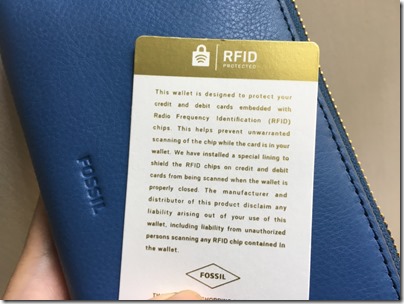 RFID
PROTECTED
This wallet is designed to protect your
credit and debit cards embedded with
Radio Frequency Identification (RFID)
chips. This helps prevent unwarranted
scanning of the chip while the card is in your
wallet. We have installed a special lining to
shield the RFID chips on credit and debit
cards from being scanned when the wallet is
properly closed. The manufacturer and
distributor of this product disclaim any
liability arising out of your use of this
wallet, including liability from unauthorized
persons scanning any RFID chip contained in
the wallet.
FOSSIL
FOSSIL